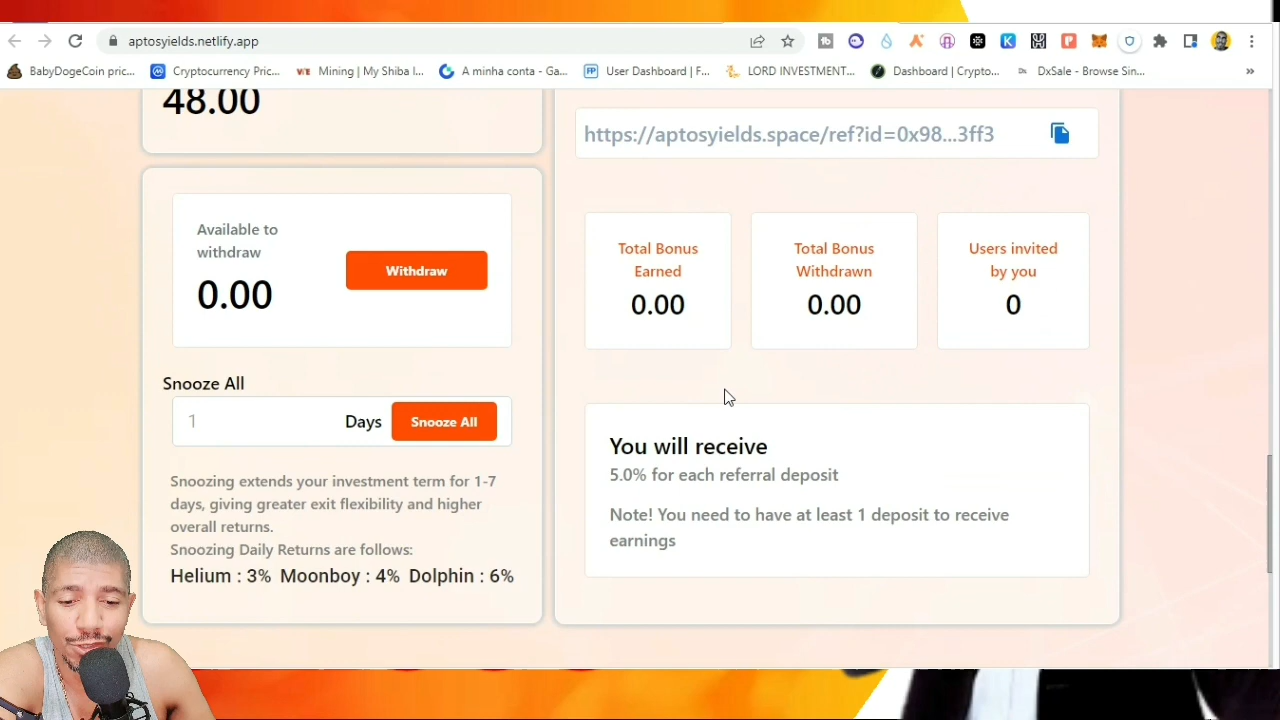 aptosyields.netlify.app
BabyDogeCoin pric...
Cryptocurrency Pric...
Mining | My Shiba I...
A minha conta - Ga...
User Dashboard | F...
LORD INVESTMENT...
Dashboard | Crypto...
DxSale - Browse Sin...
»
48.00
https://aptosyields.space/ref?id=0x98...3ff3
Available to
withdraw
0.00
Withdraw
Snooze All
1 Days Snooze All
Snoozing extends your investment term for 1-7
days, giving greater exit flexibility and higher
overall returns.
Snoozing Daily Returns are follows:
Helium : 3% Moonboy : 4% Dolphin : 6%
Total Bonus
Earned
0.00
Total Bonus
Withdrawn
0.00
Users invited
by you
0
You will receive
5.0% for each referral deposit
Note! You need to have at least 1 deposit to receive
earnings